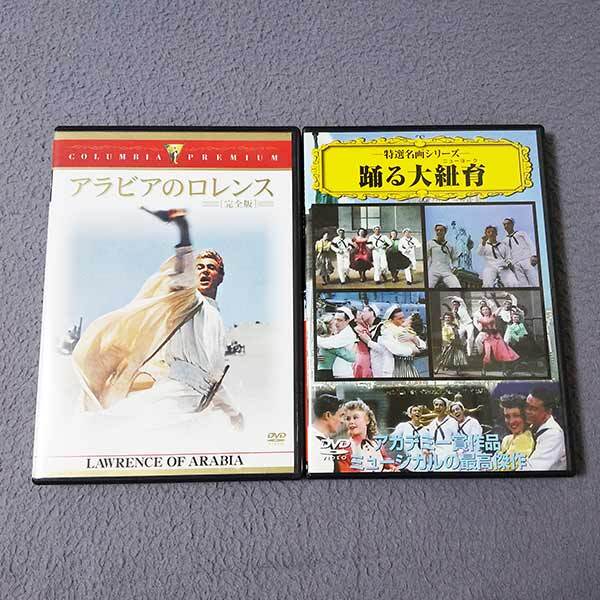 COLUMBIA PREMIUM
アラビアのロレンス
[完全版]
DVD
LAWRENCE OF ARABIA
特選名画シリーズ
ニューヨーク
踊る大紐育
DVD
VIDEO
アカデミー賞作品
ミュージカルの最高傑作